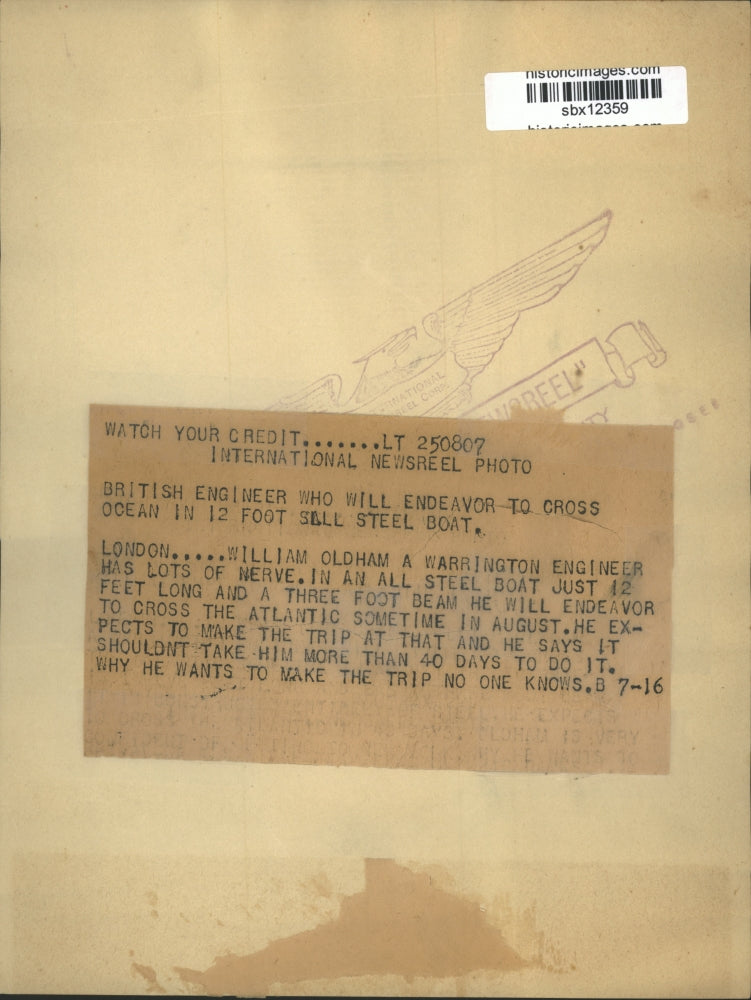 historicimages.com
sbx12359
NEWSREEL"
WATCH YOUR CREDIT.......LT 250807
INTERNATIONAL NEWSREEL PHOTO
BRITISH ENGINEER WHO WILL ENDEAVOR TO CROSS
OCEAN IN 12 FOOT STEEL BOAT.
LONDON.....WILLIAM OLDHAM A WARRINGTON ENGINEER
HAS LOTS OF NERVE. IN AN ALL STEEL BOAT JUST 12
FEET LONG AND A THREE FOOT BEAM HE WILL ENDEAVOR
TO CROSS THE ATLANTIC SOMETIME IN AUGUST. HE EX-
PECTS TO MAKE THE TRIP AT THAT AND HE SAYS IT
SHOULDNT TAKE HIM MORE THAN 40 DAYS TO DO IT.
WHY HE WANTS TO MAKE THE TRIP NO ONE KNOWS. B 7-16